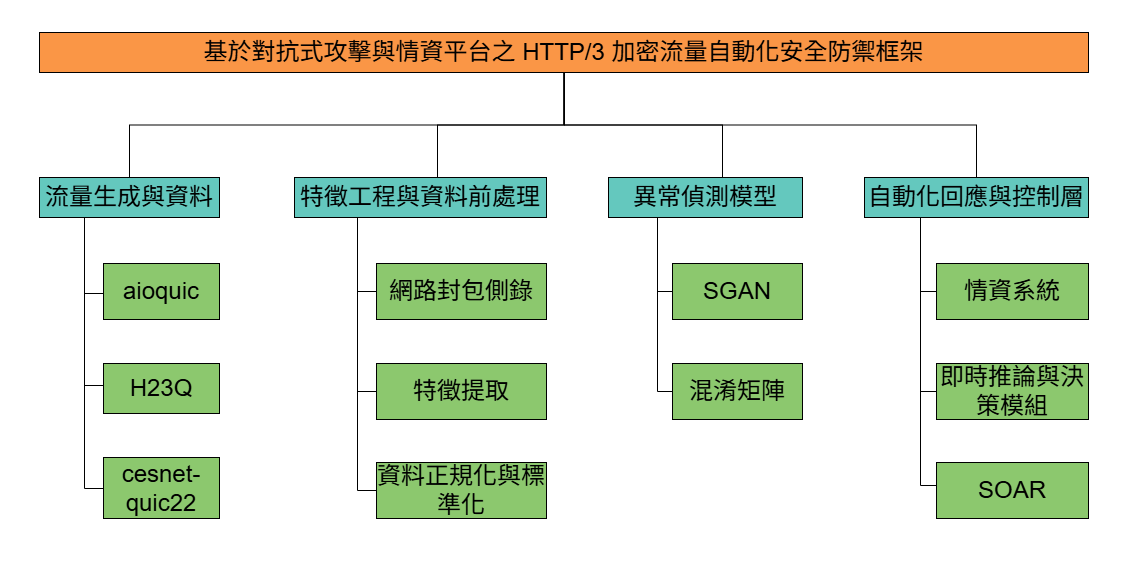 基於對抗式攻擊與情資平台之 HTTP/3 加密流量自動化安全防禦框架
流量生成與資料
aioquic
H23Q
cesnet-
quic22
特徵工程與資料前處理
網路封包側錄
特徵提取
資料正規化與標
準化
異常偵測模型
SGAN
混淆矩陣
自動化回應與控制層
情資系統
即時推論與決
策模組
SOAR